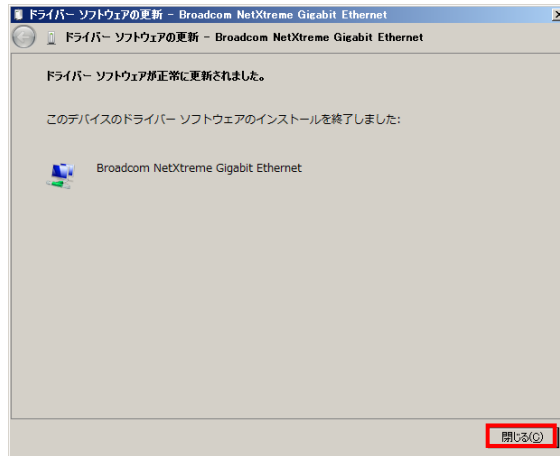 ドライバー ソフトウェアの更新 - Broadcom NetXtreme Gigabit Ethernet
ドライバー ソフトウェアの更新 - Broadcom NetXtreme Gigabit Ethernet
ドライバー ソフトウェアが正常に更新されました。
このデバイスのドライバー ソフトウェアのインストールを終了しました:
Broadcom NetXtreme Gigabit Ethernet
閉じる(C)